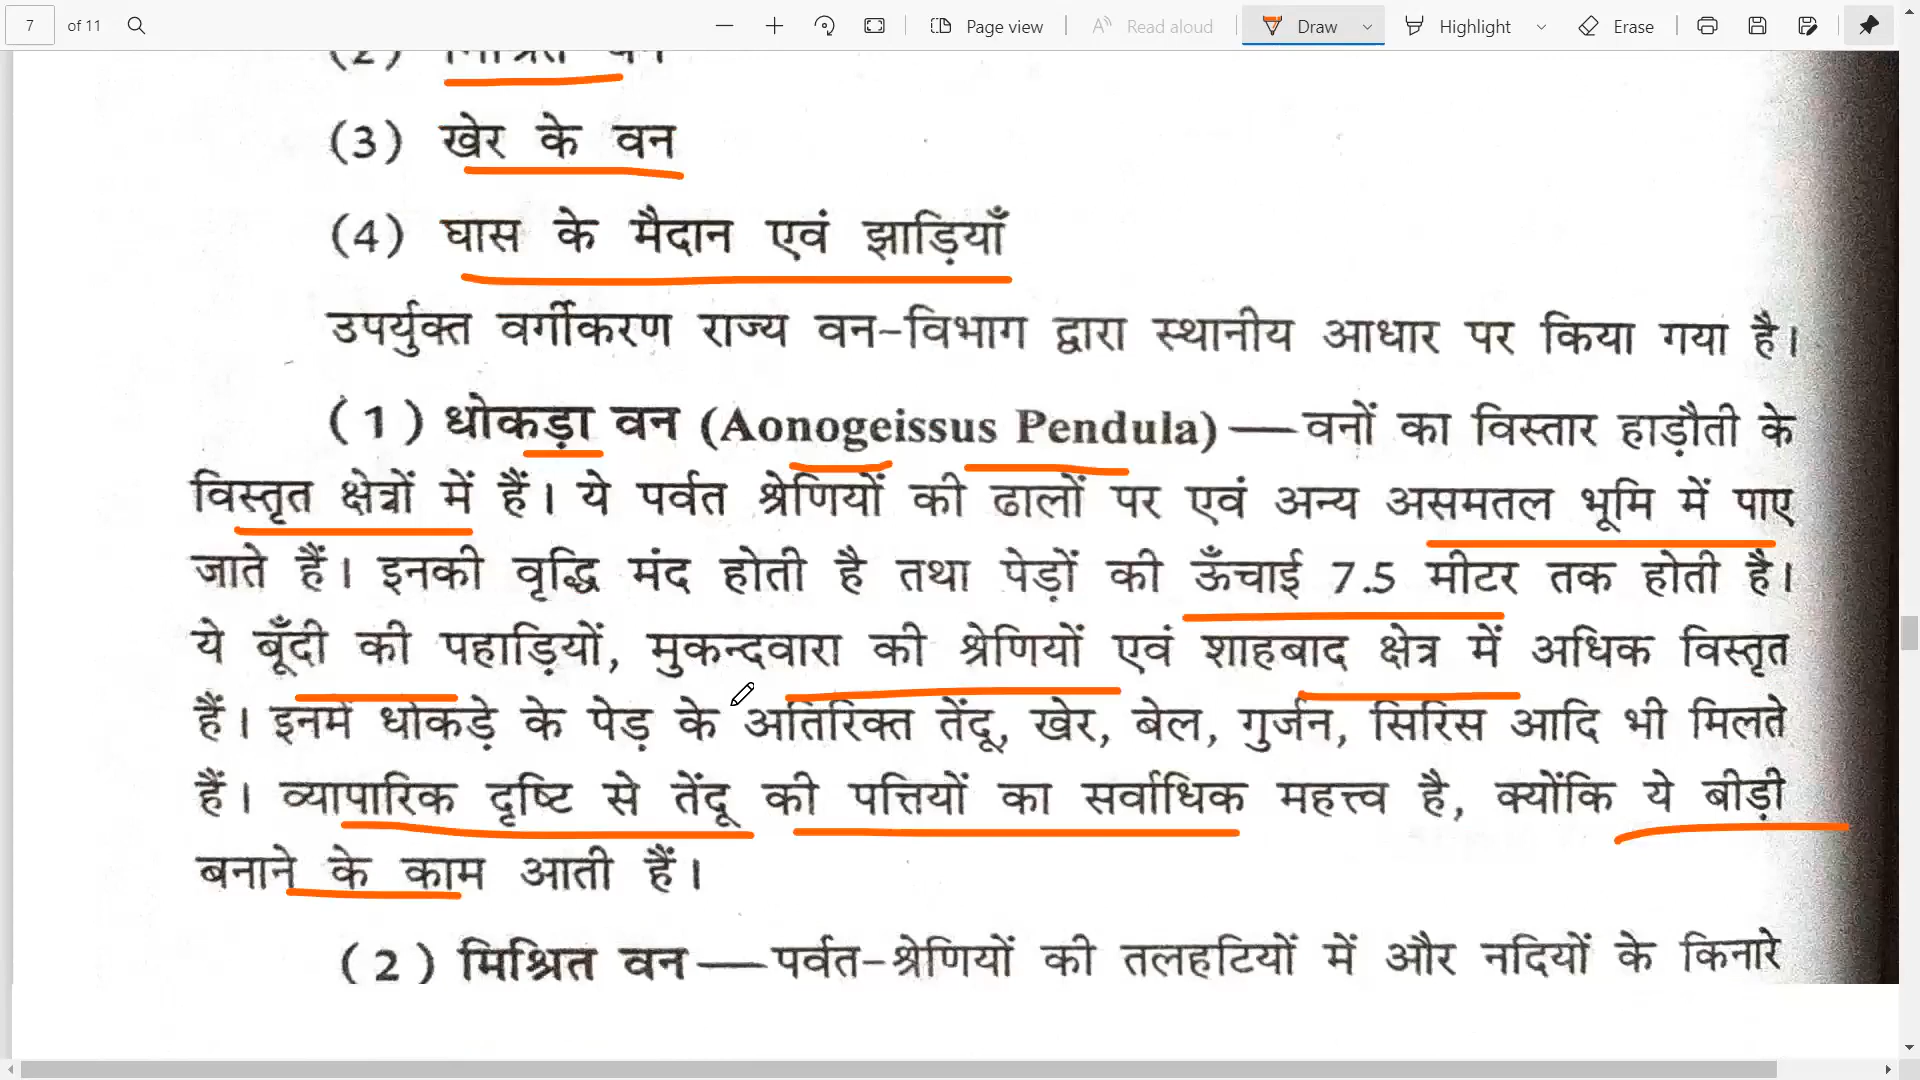 7 of 11 Page view Read aloud Draw Highlight Erase
(2) मिश्रित वन
(3) खेर के वन
(4) घास के मैदान एवं झाड़ियाँ
उपर्युक्त वर्गीकरण राज्य वन-विभाग द्वारा स्थानीय आधार पर किया गया है।
(1) धोकड़ा वन (Aonogeissus Pendula)—वनों का विस्तार हाड़ौती के
विस्तृत क्षेत्रों में हैं। ये पर्वत श्रेणियों की ढालों पर एवं अन्य असमतल भूमि में पाए
जाते हैं। इनकी वृद्धि मंद होती है तथा पेड़ों की ऊँचाई 7.5 मीटर तक होती है।
ये बूँदी की पहाड़ियों, मुकन्दवारा की श्रेणियों एवं शाहबाद क्षेत्र में अधिक विस्तृत
हैं। इनमें धोकड़े के पेड़ के अतिरिक्त तेंदू, खेर, बेल, गुर्जन, सिरिस आदि भी मिलते
हैं। व्यापारिक दृष्टि से तेंदू की पत्तियों का सर्वाधिक महत्त्व है, क्योंकि ये बीड़ी
बनाने के काम आती हैं।
(2) मिश्रित वन—पर्वत-श्रेणियों की तलहटियों में और नदियों के किनारे